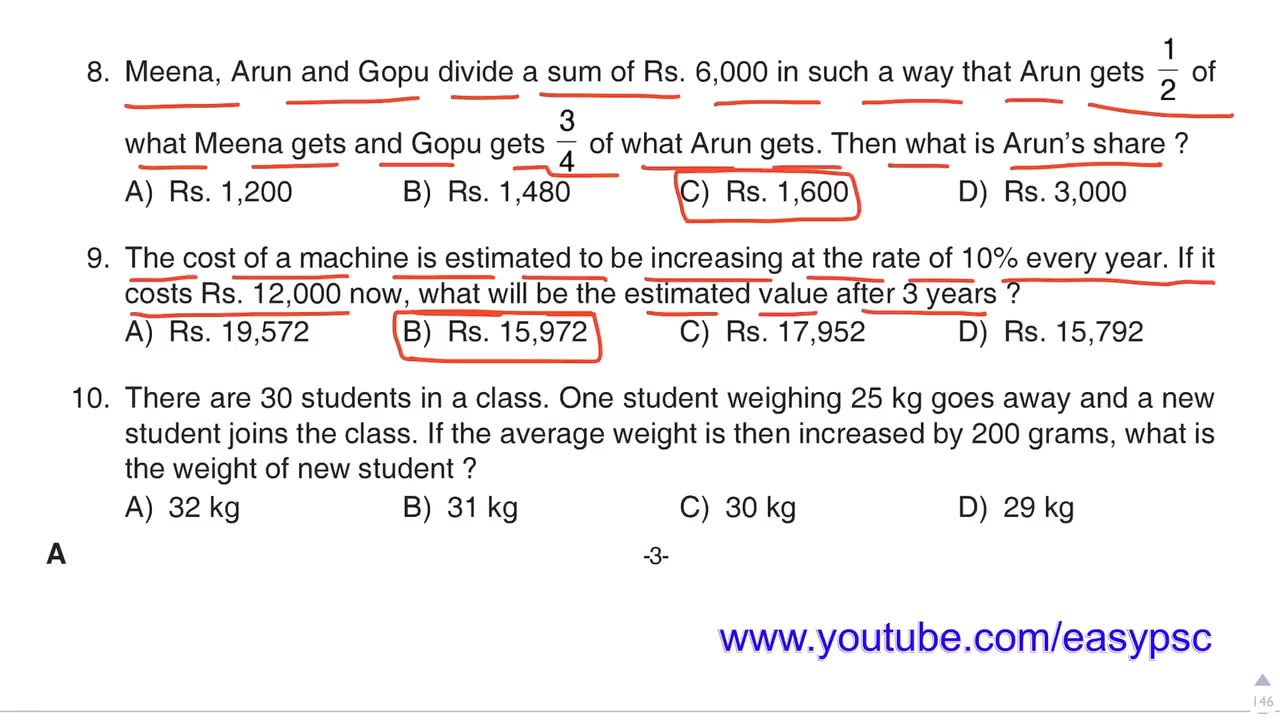 8. Meena, Arun and Gopu divide a sum of Rs. 6,000 in such a way that Arun gets 1/2 of
what Meena gets and Gopu gets 3/4 of what Arun gets. Then what is Arun's share ?
A) Rs. 1,200 B) Rs. 1,480 C) Rs. 1,600 D) Rs. 3,000
9. The cost of a machine is estimated to be increasing at the rate of 10% every year. If it
costs Rs. 12,000 now, what will be the estimated value after 3 years ?
A) Rs. 19,572 B) Rs. 15,972 C) Rs. 17,952 D) Rs. 15,792
10. There are 30 students in a class. One student weighing 25 kg goes away and a new
student joins the class. If the average weight is then increased by 200 grams, what is
the weight of new student ?
A) 32 kg B) 31 kg C) 30 kg D) 29 kg
A -3-
www.youtube.com/easypsc
146